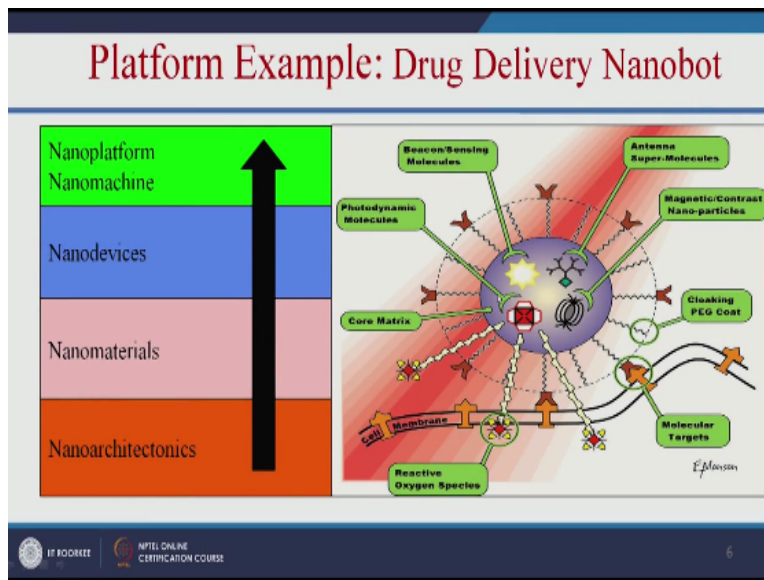 Platform Example: Drug Delivery Nanobot
Nanoplatform
Nanomachine
Nanodevices
Nanomaterials
Nanoarchitectonics
Beacon/Sensing
Molecules
Antenna
Super-Molecules
Photodynamic
Molecules
Magnetic/Contrast
Nano-particles
Core Matrix
Cloaking
PEG Coat
Cell Membrane
Molecular
Targets
Reactive
Oxygen Species
IIT ROORKEE
NPTEL ONLINE
CERTIFICATION COURSE
6